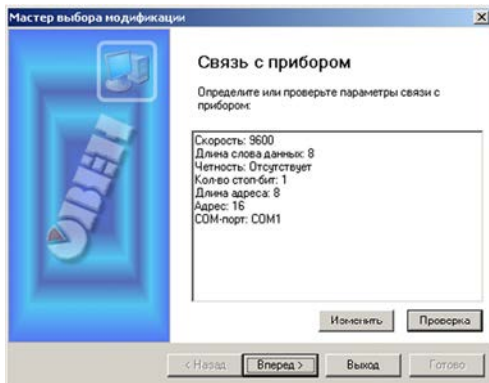 Мастер выбора модификации
Связь с прибором
Определите или проверьте параметры связи с
прибором:
Скорость: 9600
Длина слова данных: 8
Четность: Отсутствует
Кол-во стоп-бит: 1
Длина адреса: 8
Адрес: 16
COM-порт: COM1
ОВЕН
Изменить
Проверка
< Назад
Вперед >
Выход
Готово